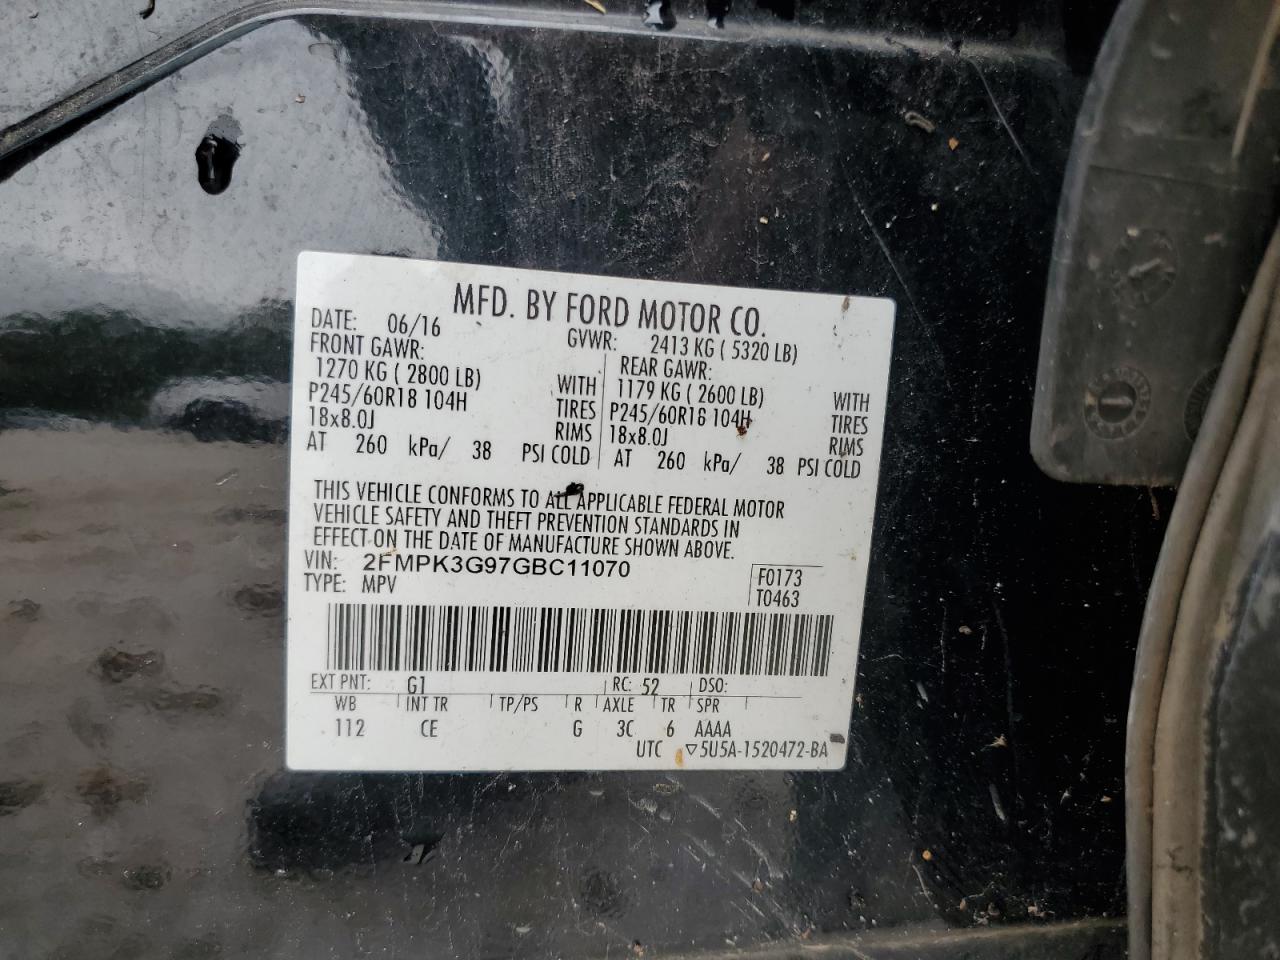 MFD. BY FORD MOTOR CO.
DATE: 06/16 GVWR: 2413 KG ( 5320 LB)
FRONT GAWR: REAR GAWR:
1270 KG ( 2800 LB) WITH 1179 KG ( 2600 LB) WITH
P245/60R18 104H TIRES P245/60R18 104H TIRES
18x8.0J RIMS 18x8.0J RIMS
AT 260 kPa/ 38 PSI COLD AT 260 kPa/ 38 PSI COLD
THIS VEHICLE CONFORMS TO ALL APPLICABLE FEDERAL MOTOR
VEHICLE SAFETY AND THEFT PREVENTION STANDARDS IN
EFFECT ON THE DATE OF MANUFACTURE SHOWN ABOVE.
VIN: 2FMPK3G97GBC11070 F0173
TYPE: MPV T0463
EXT PNT: G1 RC: 52 DSO:
WB INT TR TP/PS R AXLE TR SPR
112 CE G 3C 6 AAAA
UTC ▽5U5A-1520472-BA